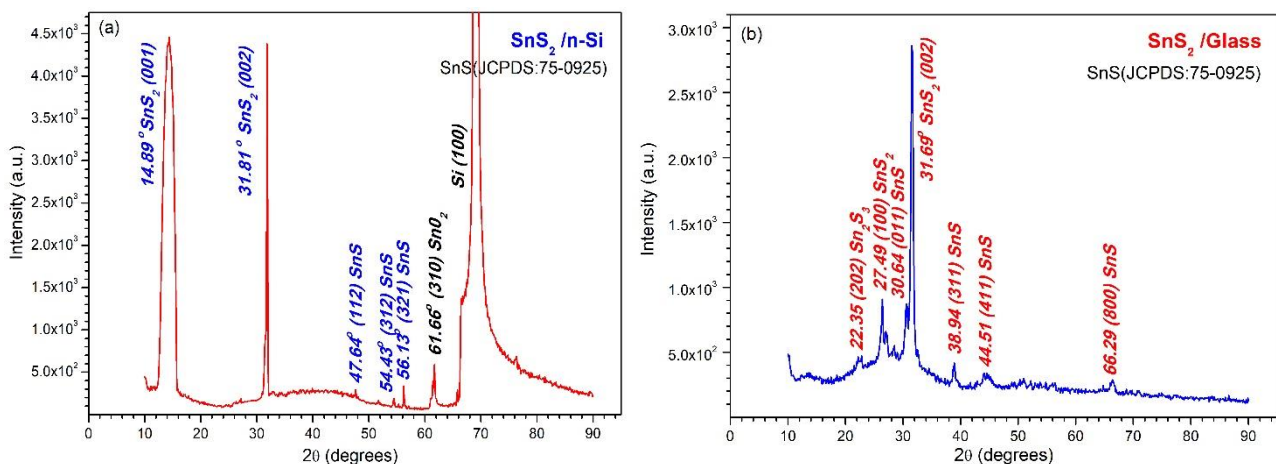 (a)
SnS2 /n-Si
SnS(JCPDS:75-0925)
4.5x10³
4.0x10³
3.5x10³
3.0x10³
2.5x10³
2.0x10³
1.5x10³
1.0x10³
5.0x10²
Intensity (a.u.)
14.89 ° SnS2 (001)
31.81° SnS2 (002)
47.64° (112) SnS
54.43° (312) SnS
56.13° (321) SnS
61.66° (310) Sn02
Si (100)
0 10 20 30 40 50 60 70 80 90
2θ (degrees)
(b)
SnS2 /Glass
SnS(JCPDS:75-0925)
3.0x10³
2.5x10³
2.0x10³
1.5x10³
1.0x10³
5.0x10²
Intensity (a.u.)
22.35 (202) Sn2S3
27.49 (100) SnS2
30.64 (011) SnS
31.69° SnS2 (002)
38.94 (311) SnS
44.51 (411) SnS
66.29 (800) SnS
0 10 20 30 40 50 60 70 80 90
2θ (degrees)